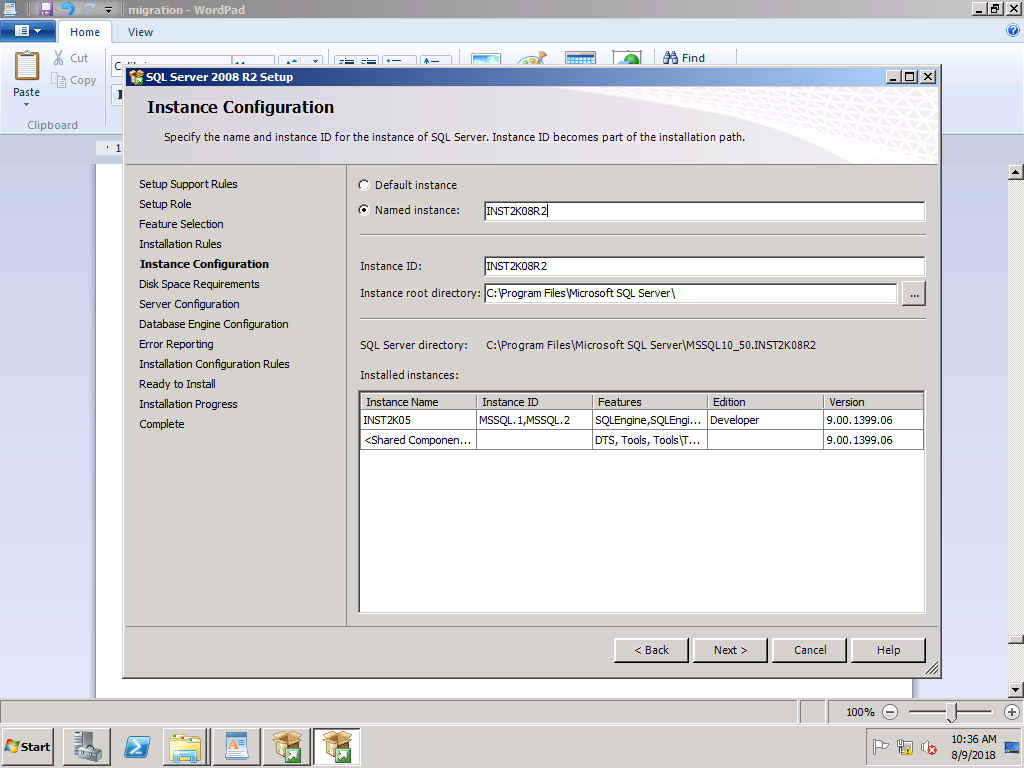 migration - WordPad
Home View
Paste
Cut
Copy
Clipboard
Find
SQL Server 2008 R2 Setup
Instance Configuration
Specify the name and instance ID for the instance of SQL Server. Instance ID becomes part of the installation path.
Setup Support Rules
Setup Role
Feature Selection
Installation Rules
Instance Configuration
Disk Space Requirements
Server Configuration
Database Engine Configuration
Error Reporting
Installation Configuration Rules
Ready to Install
Installation Progress
Complete
Default instance
Named instance: INST2K08R2
Instance ID: INST2K08R2
Instance root directory: C:\Program Files\Microsoft SQL Server\ ...
SQL Server directory: C:\Program Files\Microsoft SQL Server\MSSQL10_50.INST2K08R2
Installed instances:
Instance Name Instance ID Features Edition Version
INST2K05 MSSQL.1,MSSQL.2 SQLEngine,SQLEngi... Developer 9.00.1399.06
<Shared Componen... DTS, Tools, Tools\T... 9.00.1399.06
< Back Next > Cancel Help
100%
Start
10:36 AM
8/9/2018